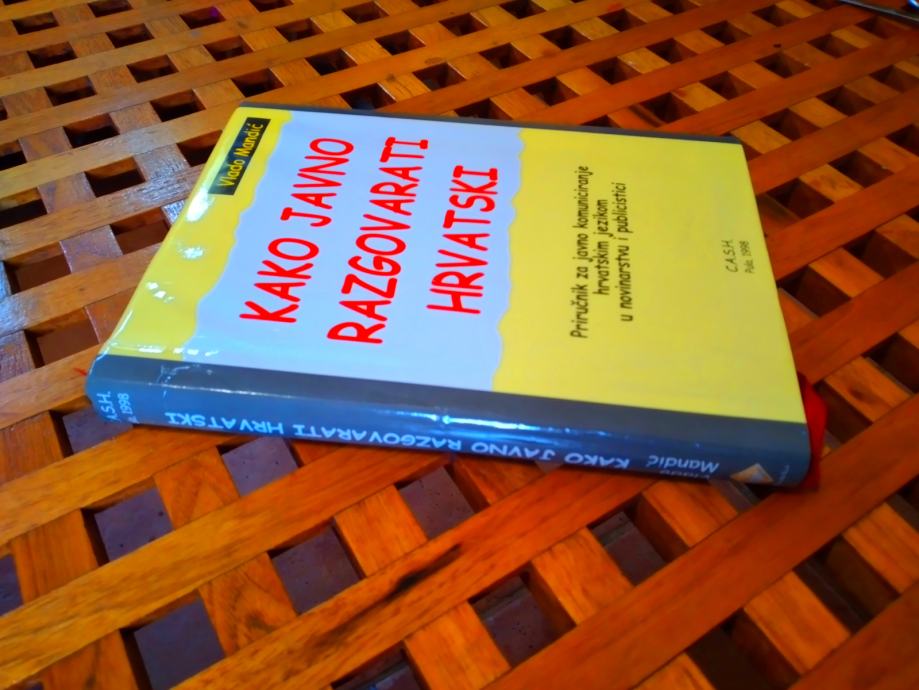 Vlado Mandić
KAKO JAVNO
RAZGOVARATI
HRVATSKI
Priručnik za javno komuniciranje
hrvatskim jezikom
u novinarstvu i publicistici
C.A.S.H.
Pula, 1998
Mandić
KAKO JAVNO RAZGOVARATI HRVATSKI
1998